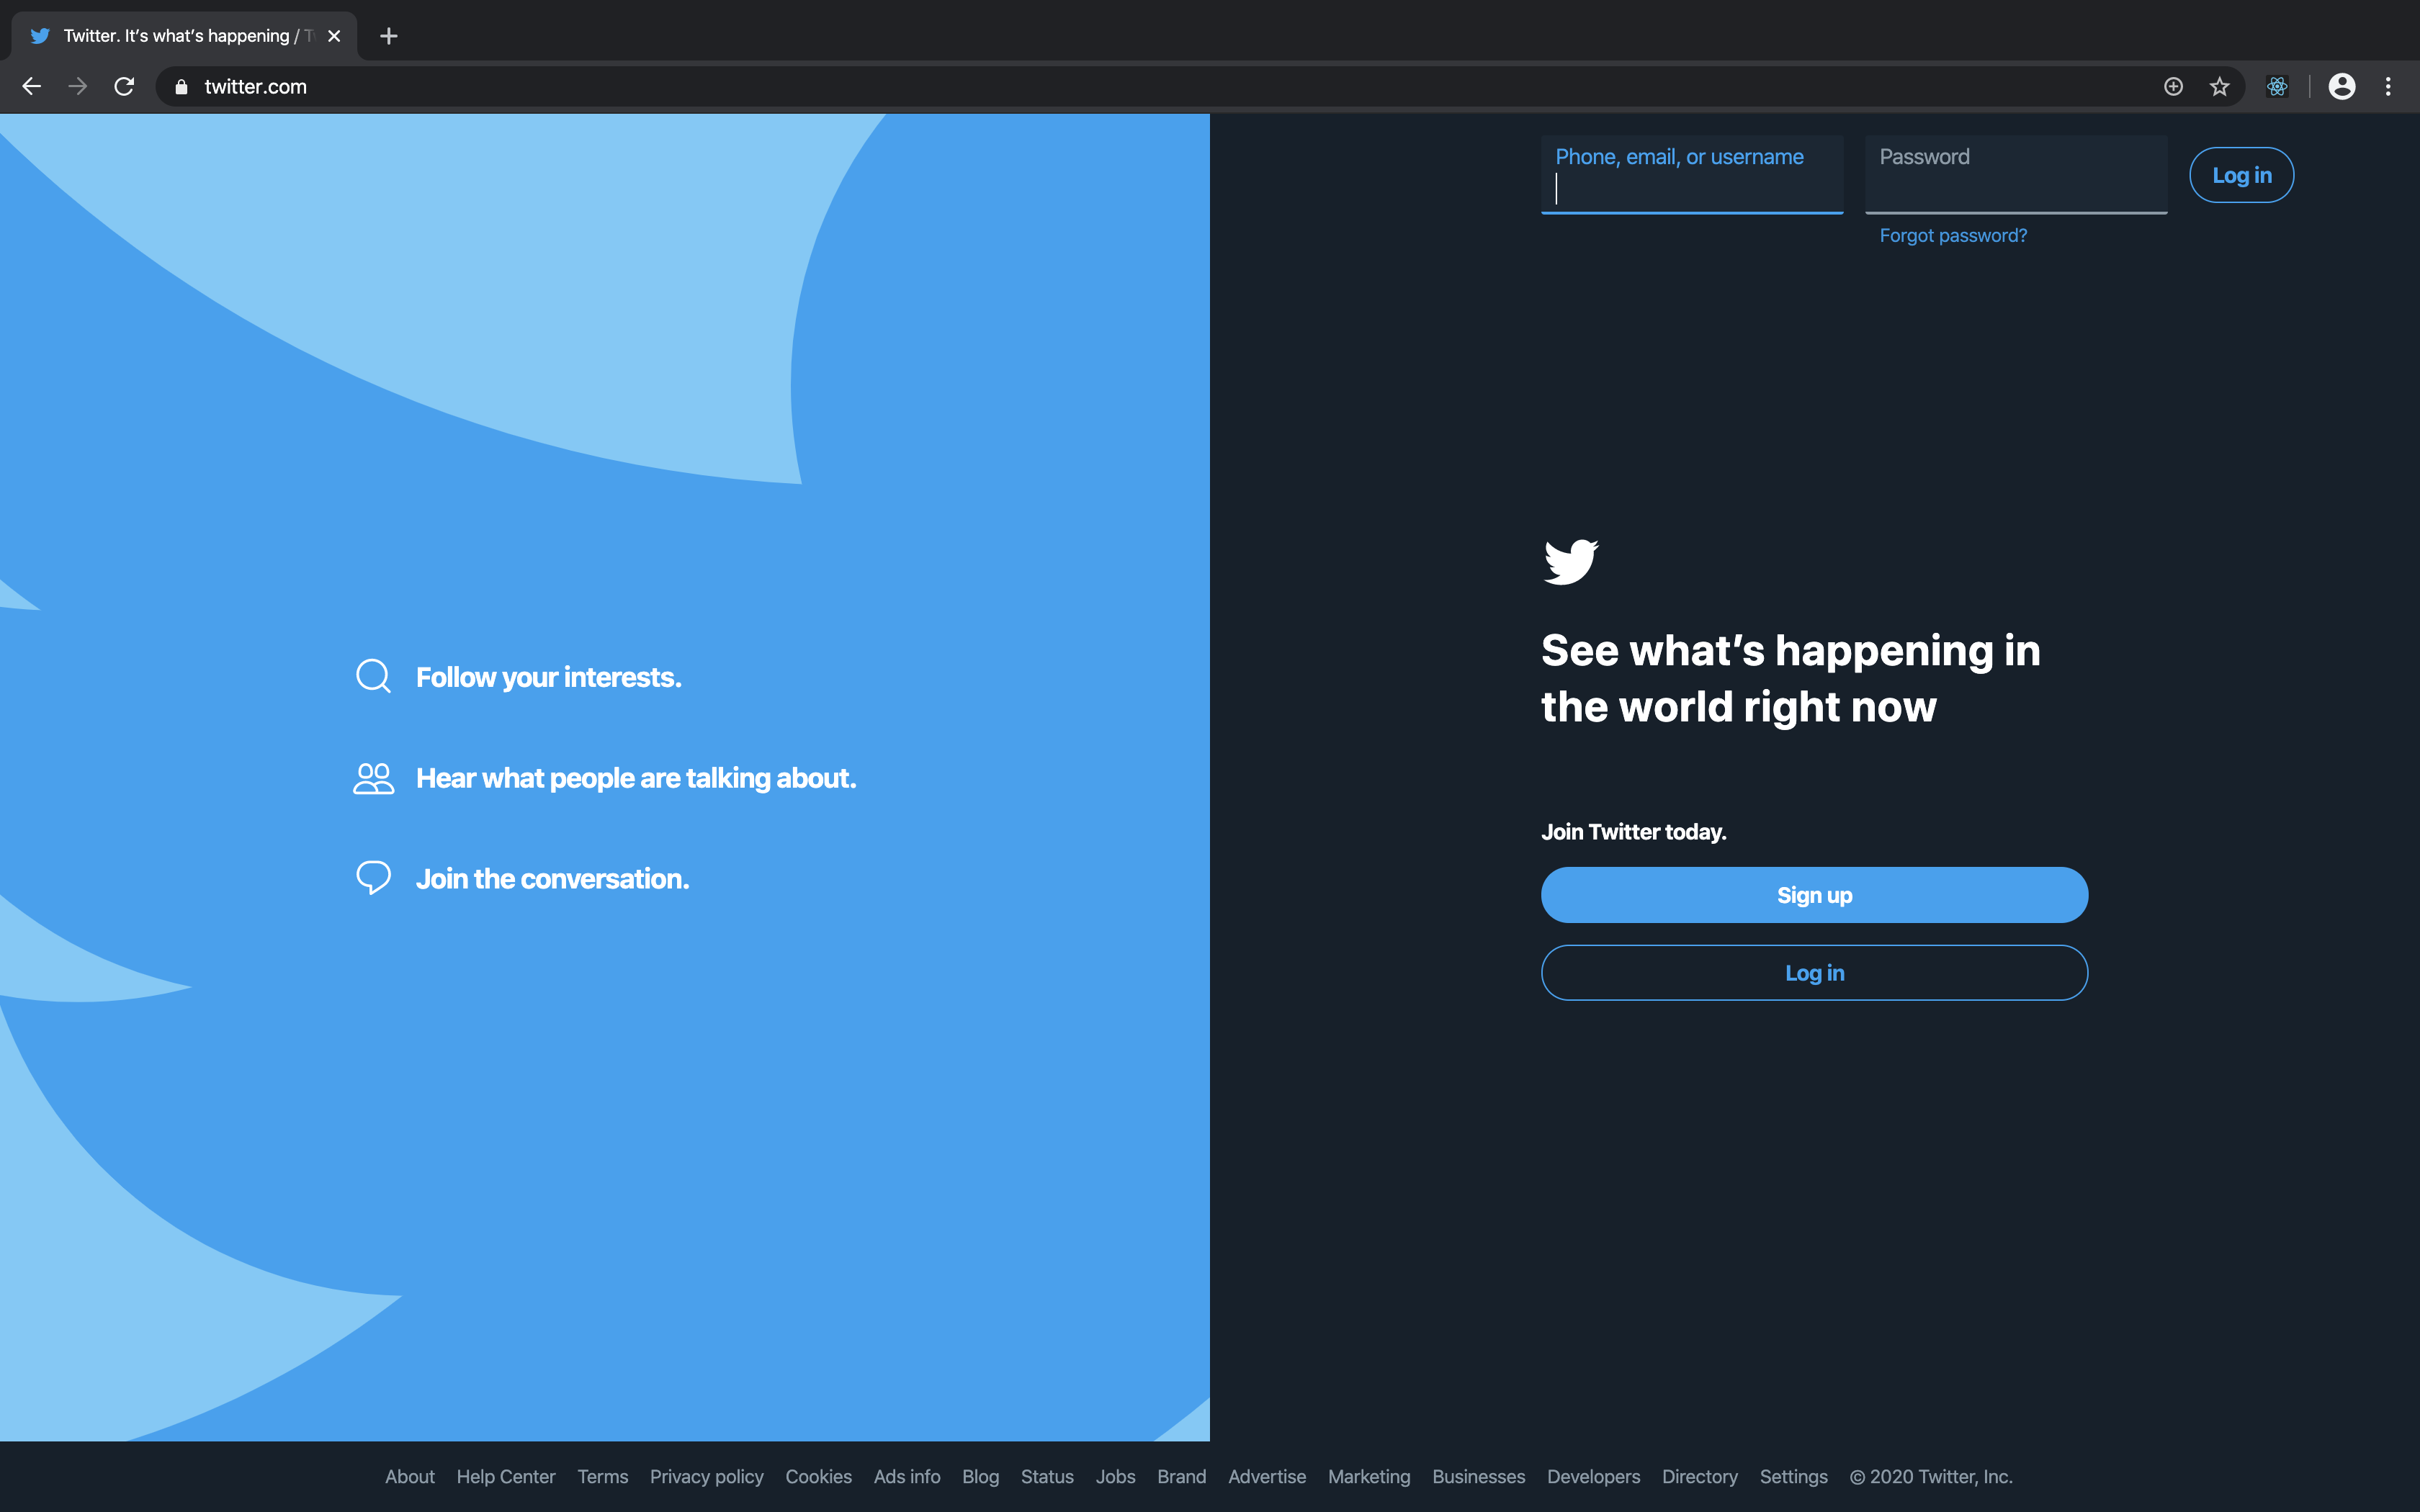 Twitter. It’s what’s happening /
twitter.com
Phone, email, or username
Password
Log in
Forgot password?
Follow your interests.
Hear what people are talking about.
Join the conversation.
See what’s happening in
the world right now
Join Twitter today.
Sign up
Log in
About Help Center Terms Privacy policy Cookies Ads info Blog Status Jobs Brand Advertise Marketing Businesses Developers Directory Settings © 2020 Twitter, Inc.